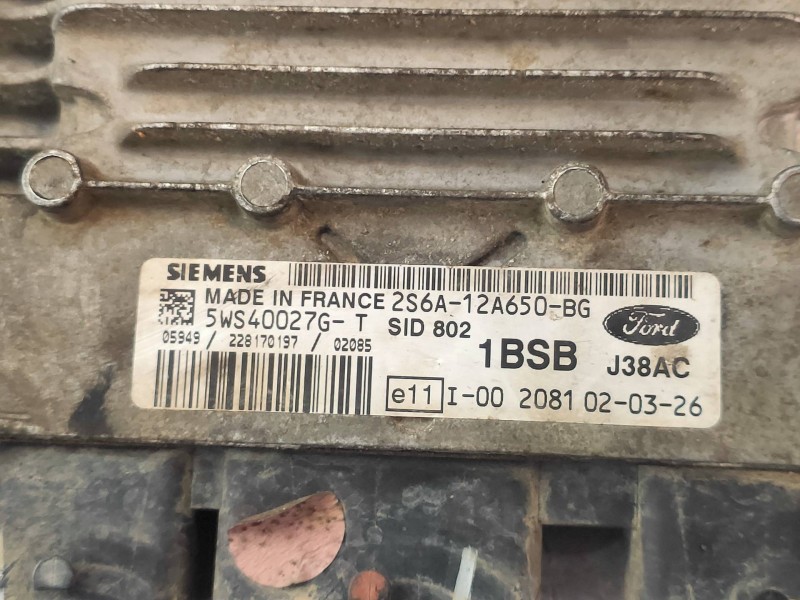 SIEMENS
MADE IN FRANCE 2S6A-12A650-BG
5WS40027G-T SID 802
Ford
05949 / 228170197 / 02085
1BSB J38AC
e11 I-00 2081 02-03-26